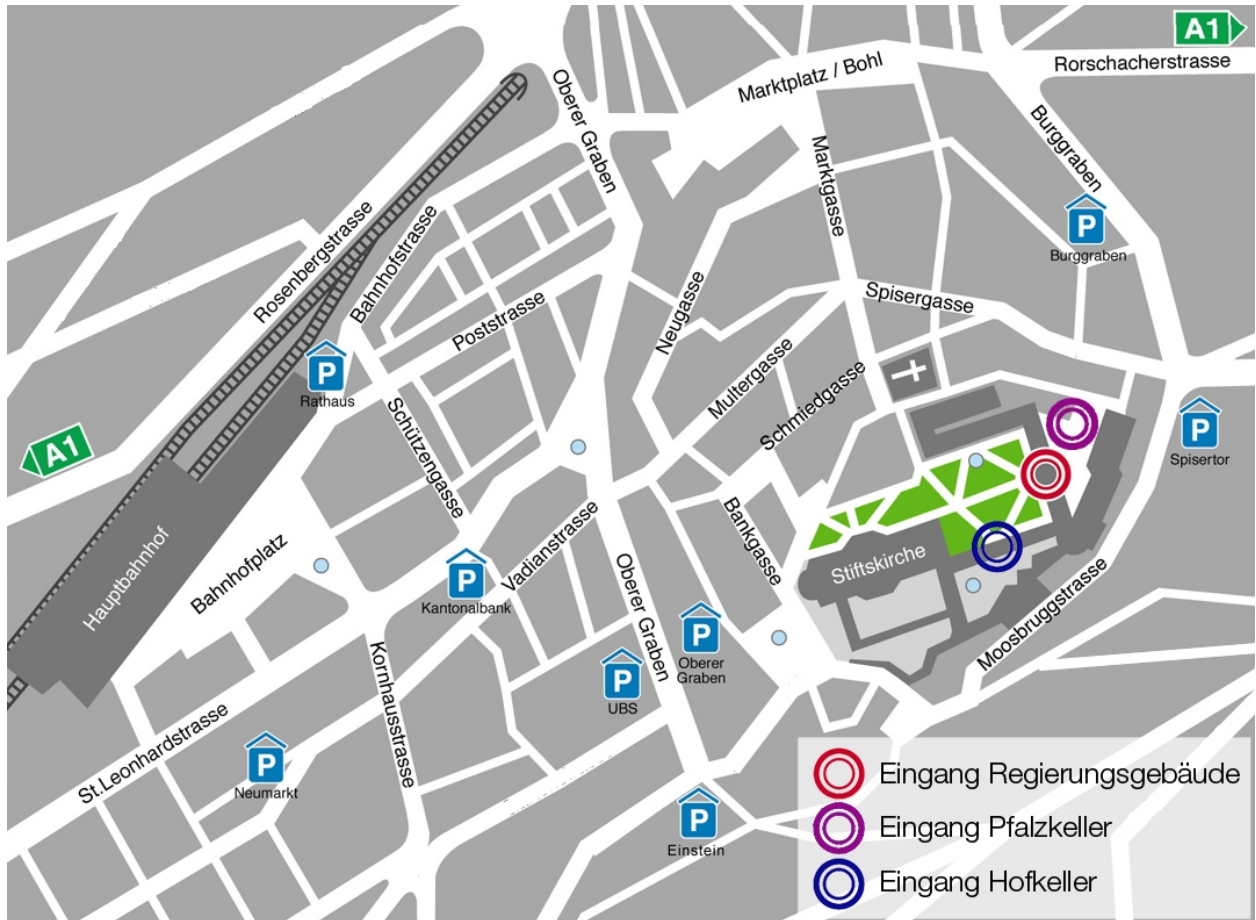 A1
Rorschacherstrasse
Marktplatz / Bohl
Oberer Graben
Burggraben
Marktgasse
P
Burggraben
Rosenbergstrasse
Bahnhofstrasse
Spisergasse
Neugasse
Poststrasse
P
Rathaus
Multergasse
Schmiedgasse
Schützengasse
P
Spisertor
A1
Hauptbahnhof
Bahnhofplatz
Vadianstrasse
Bankgasse
Stiftskirche
P
Kantonalbank
Oberer Graben
P
Oberer
Graben
Moosbruggstrasse
P
UBS
Kornhausstrasse
St.Leonhardstrasse
P
Neumarkt
P
Einstein
Eingang Regierungsgebäude
Eingang Pfalzkeller
Eingang Hofkeller